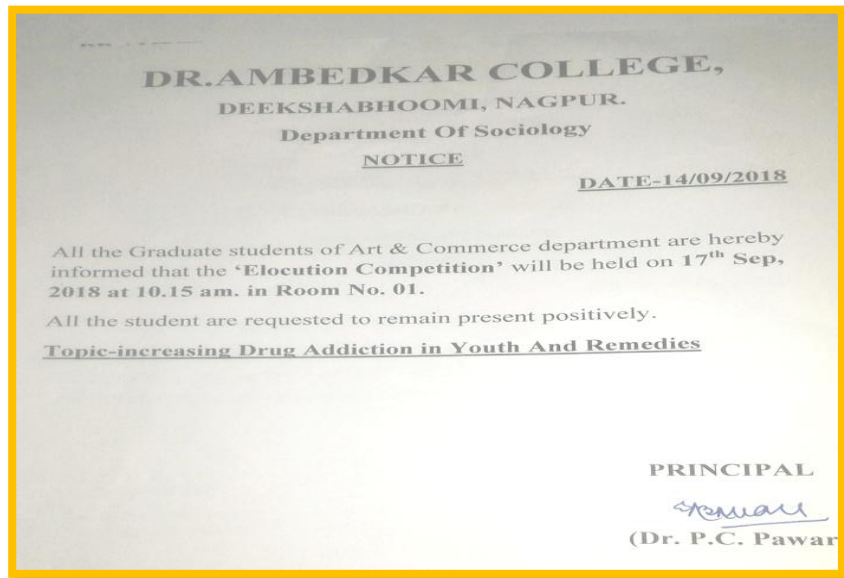 DR.AMBEDKAR COLLEGE,
DEEKSHABHOOMI, NAGPUR.
Department Of Sociology
NOTICE
DATE-14/09/2018
All the Graduate students of Art & Commerce department are hereby
informed that the ‘Elocution Competition’ will be held on 17th Sep,
2018 at 10.15 am. in Room No. 01.
All the student are requested to remain present positively.
Topic-increasing Drug Addiction in Youth And Remedies
PRINCIPAL
(Dr. P.C. Pawar